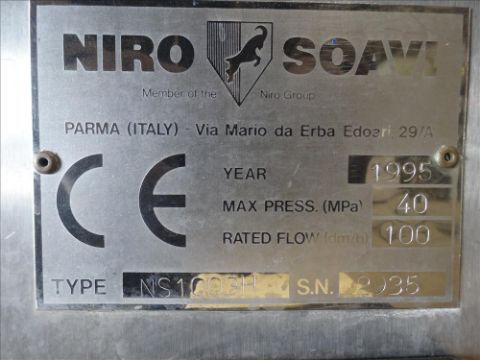 NIRO SOAVI
Member of the Niro Group
PARMA (ITALY) - Via Mario da Erba Edoari, 29/A
CE
YEAR 1995
MAX PRESS. (MPa) 40
RATED FLOW (dm/h) 100
TYPE S.N.